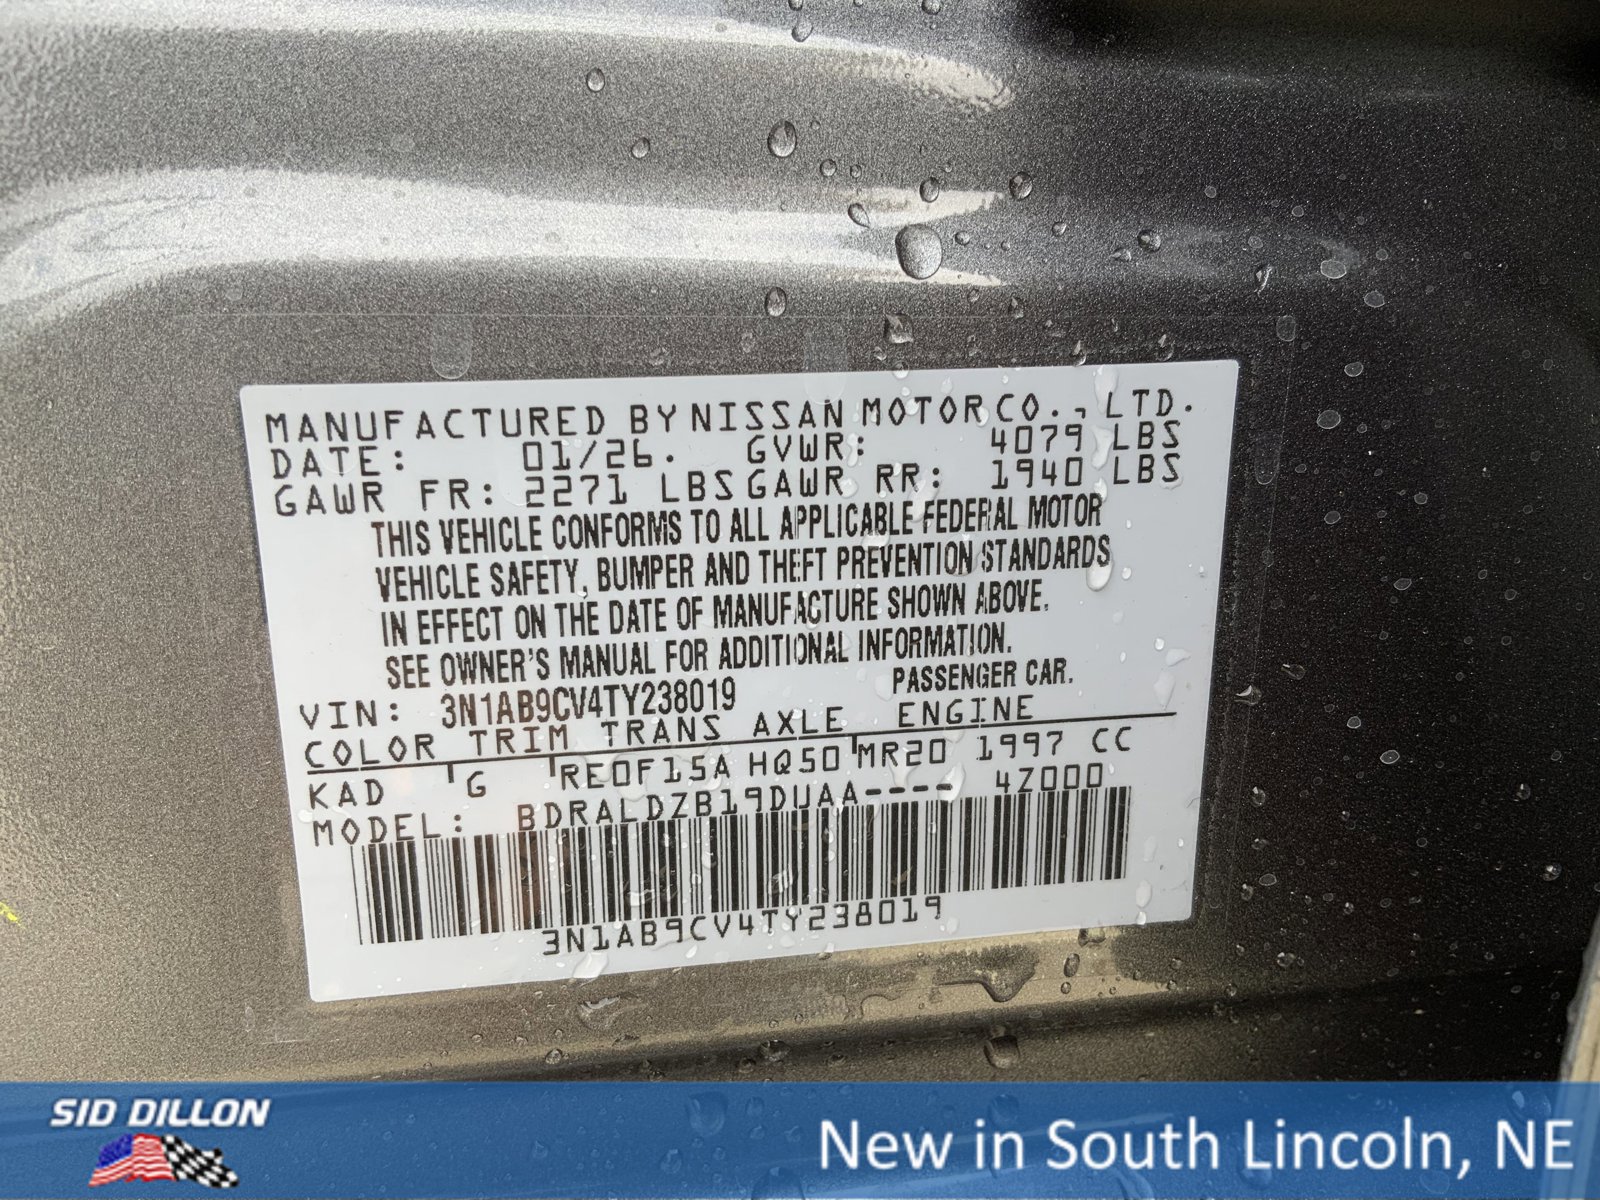 MANUFACTURED BY NISSAN MOTOR CO., LTD.
DATE: 01/26. GVWR: 4079 LBS
GAWR FR: 2271 LBS GAWR RR: 1940 LBS
THIS VEHICLE CONFORMS TO ALL APPLICABLE FEDERAL MOTOR
VEHICLE SAFETY, BUMPER AND THEFT PREVENTION STANDARDS
IN EFFECT ON THE DATE OF MANUFACTURE SHOWN ABOVE.
SEE OWNER'S MANUAL FOR ADDITIONAL INFORMATION.
VIN: 3N1AB9CV4TY238019 PASSENGER CAR.
COLOR TRIM TRANS AXLE ENGINE
KAD G RE0F15A HQ50 MR20 1997 CC
MODEL: BDRALDZB19DUAA---- 4Z000
3N1AB9CV4TY238019
SID DILLON
New in South Lincoln, NE